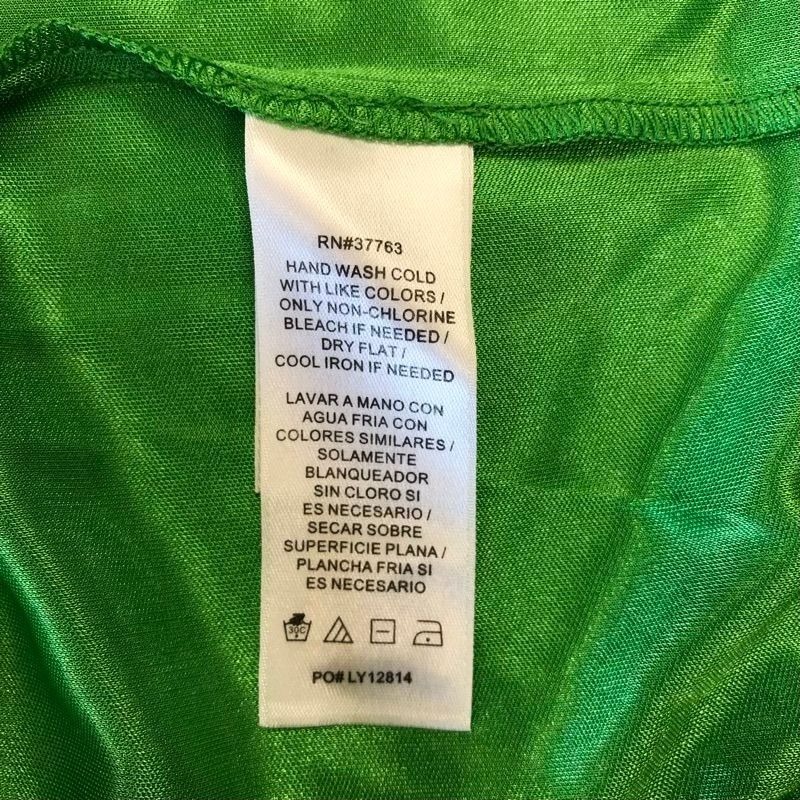 RN#37763
HAND WASH COLD
WITH LIKE COLORS /
ONLY NON-CHLORINE
BLEACH IF NEEDED /
DRY FLAT /
COOL IRON IF NEEDED
LAVAR A MANO CON
AGUA FRIA CON
COLORES SIMILARES /
SOLAMENTE
BLANQUEADOR
SIN CLORO SI
ES NECESARIO /
SECAR SOBRE
SUPERFICIE PLANA /
PLANCHA FRIA SI
ES NECESARIO
30C
PO# LY12814